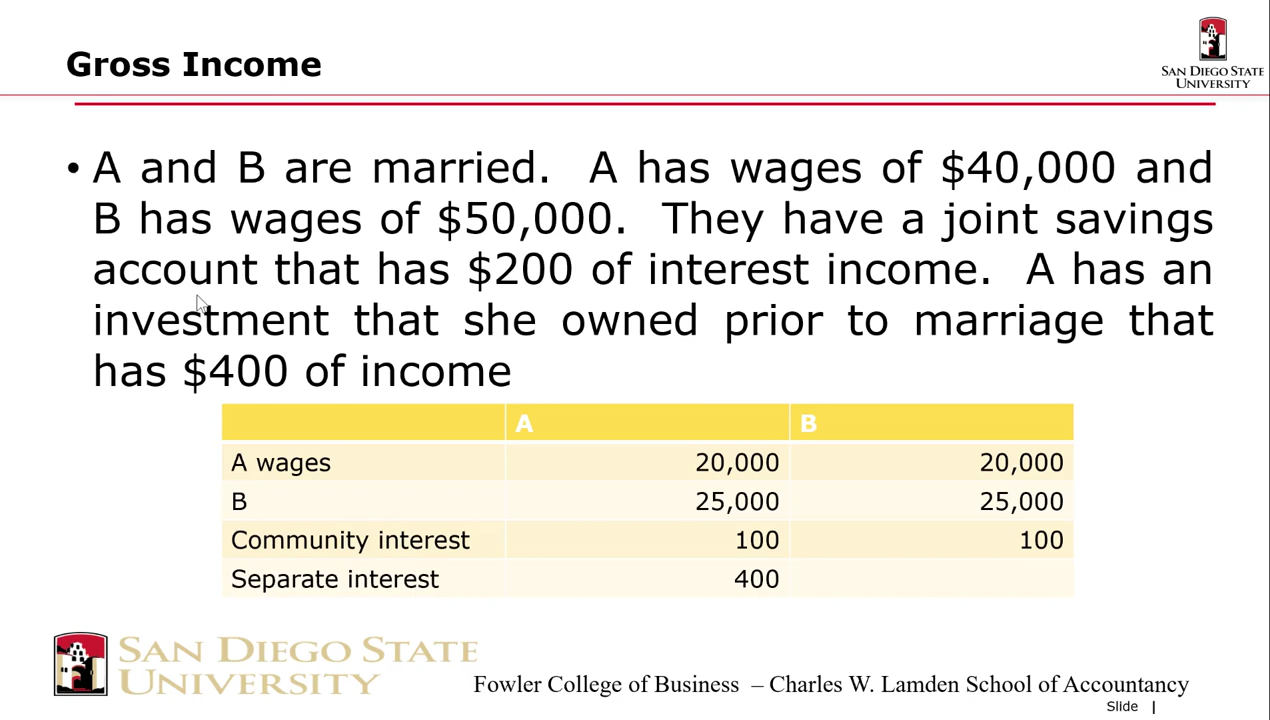 Gross Income
SAN DIEGO STATE
UNIVERSITY
• A and B are married. A has wages of $40,000 and
B has wages of $50,000. They have a joint savings
account that has $200 of interest income. A has an
investment that she owned prior to marriage that
has $400 of income
A B
A wages 20,000 20,000
B 25,000 25,000
Community interest 100 100
Separate interest 400
SAN DIEGO STATE
UNIVERSITY
Fowler College of Business – Charles W. Lamden School of Accountancy
Slide |